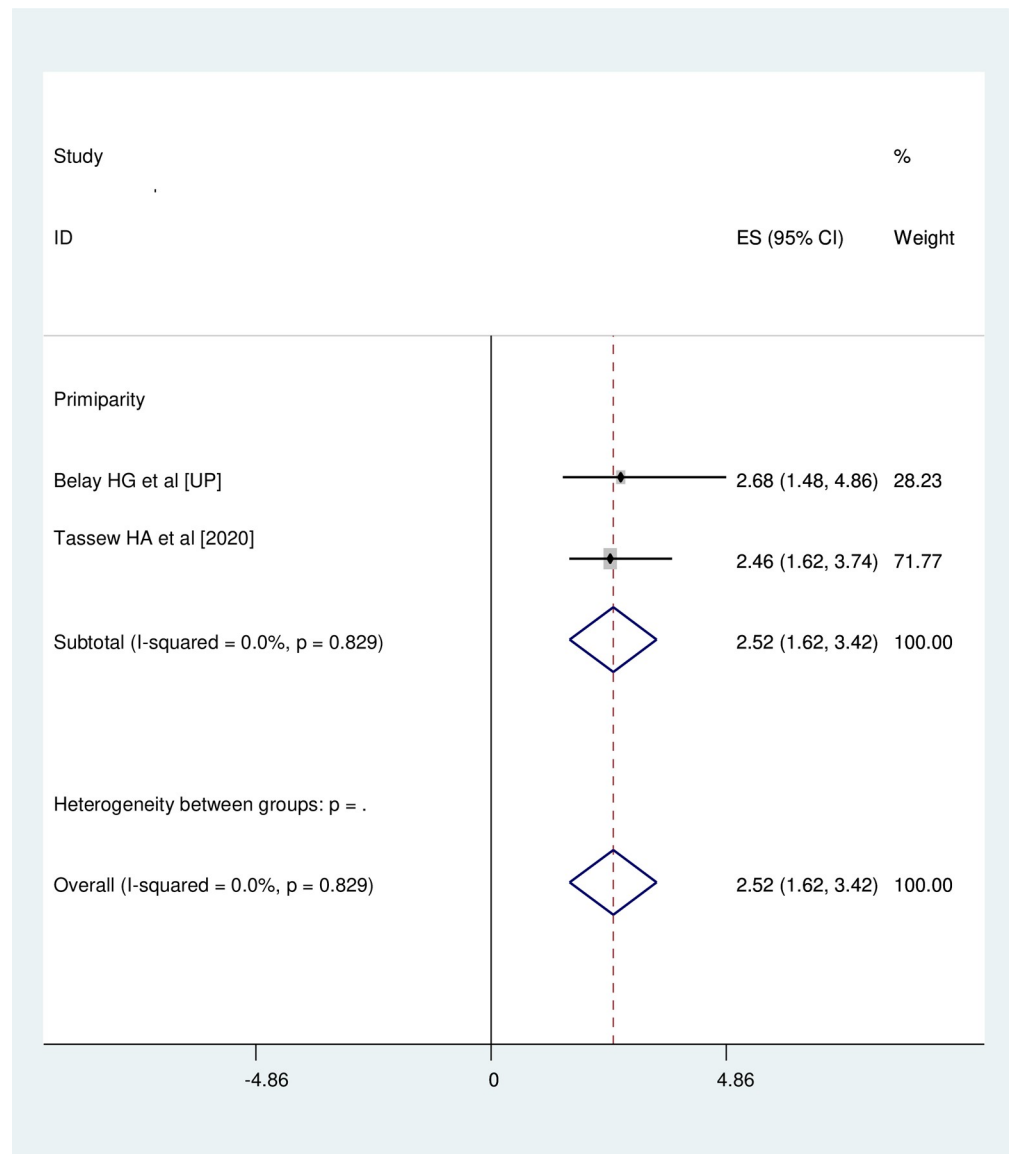 Study %
ID ES (95% CI) Weight
Primiparity
Belay HG et al [UP] 2.68 (1.48, 4.86) 28.23
Tassew HA et al [2020] 2.46 (1.62, 3.74) 71.77
Subtotal (I-squared = 0.0%, p = 0.829) 2.52 (1.62, 3.42) 100.00
Heterogeneity between groups: p = .
Overall (I-squared = 0.0%, p = 0.829) 2.52 (1.62, 3.42) 100.00
-4.86 0 4.86